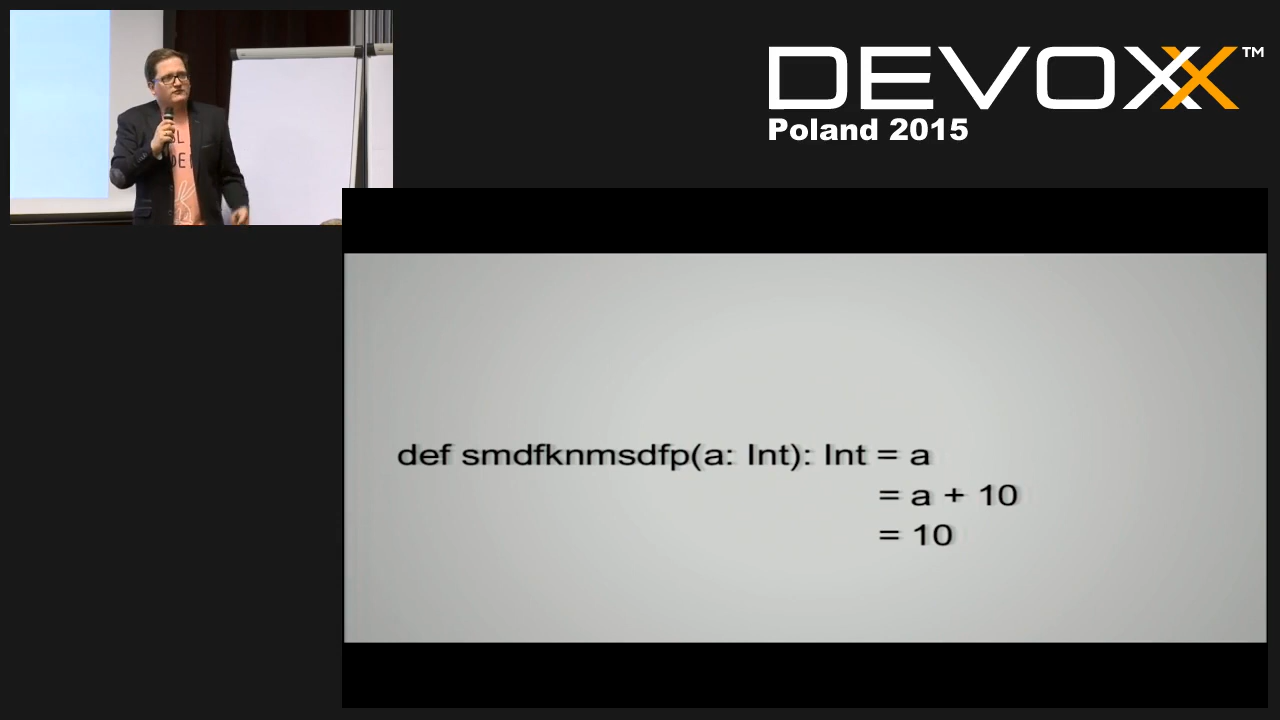 DEVOXX™
Poland 2015
def smdfknmsdfp(a: Int): Int = a
= a + 10
= 10